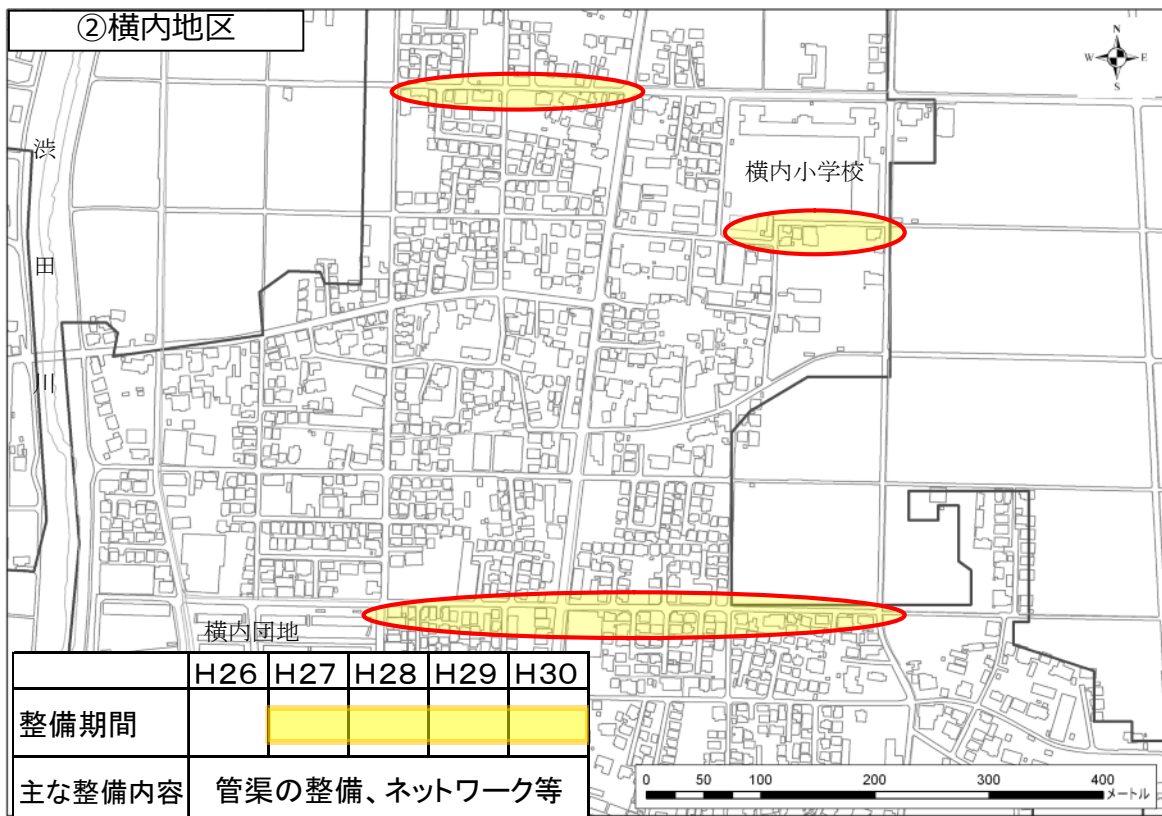 ②横内地区
N
W
E
S
渋
田
川
横内小学校
横内団地
H26 H27 H28 H29 H30
整備期間
主な整備内容 管渠の整備、ネットワーク等
0 50 100 200 300 400
メートル